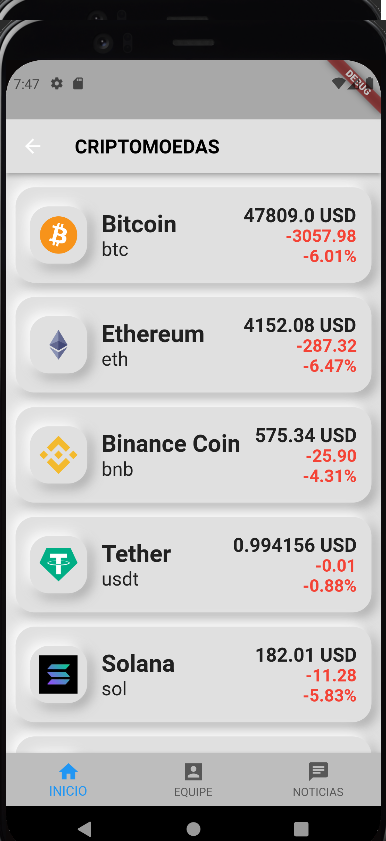 7:47
DEBUG
CRIPTOMOEDAS
Bitcoin
btc
47809.0 USD
-3057.98
-6.01%
Ethereum
eth
4152.08 USD
-287.32
-6.47%
Binance Coin
bnb
575.34 USD
-25.90
-4.31%
Tether
usdt
0.994156 USD
-0.01
-0.88%
Solana
sol
182.01 USD
-11.28
-5.83%
INICIO
EQUIPE
NOTICIAS